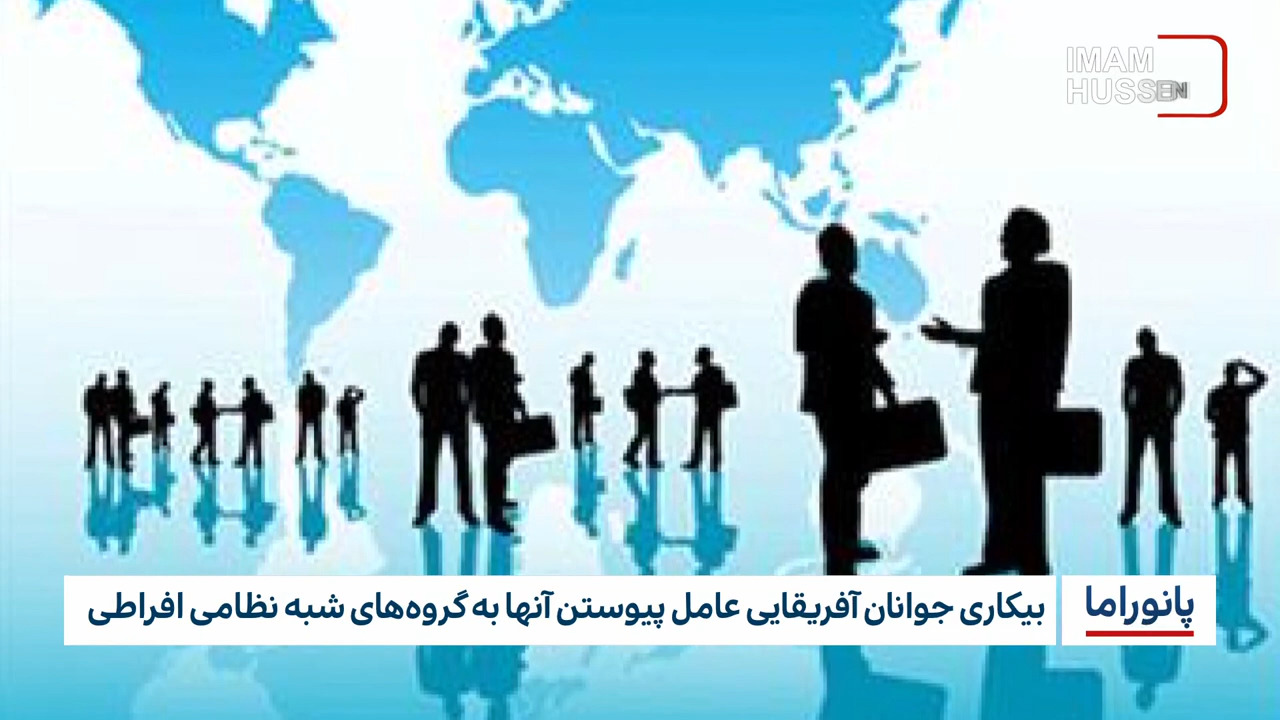 IMAM
HUSSEIN
پانوراما
بیکاری جوانان آفریقایی عامل پیوستن آنها به گروه‌های شبه نظامی افراطی